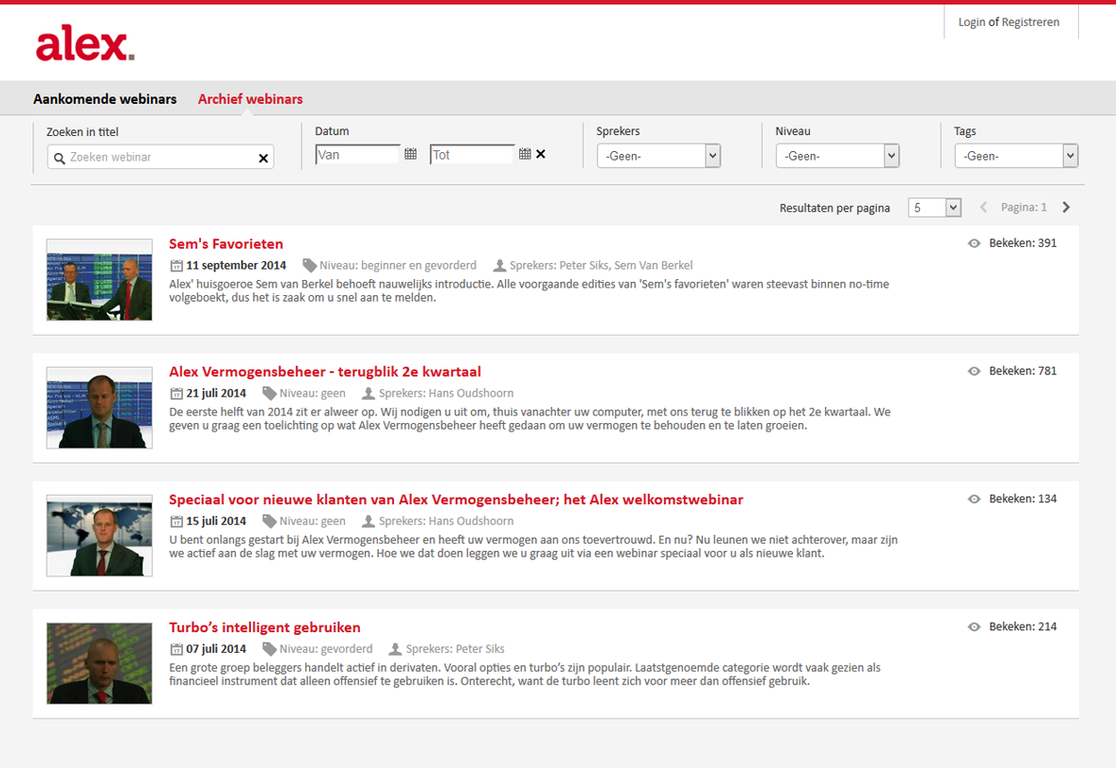 Login of Registreren
alex.
Aankomende webinars Archief webinars
Zoeken in titel Datum Sprekers Niveau Tags
Zoeken webinar Van Tot -Geen- -Geen- -Geen-
Resultaten per pagina 5 Pagina: 1
Sem's Favorieten Bekeken: 391
11 september 2014 Niveau: beginner en gevorderd Sprekers: Peter Siks, Sem Van Berkel
Alex' huisgoeroe Sem van Berkel behoeft nauwelijks introductie. Alle voorgaande edities van 'Sem's favorieten' waren steevast binnen no-time
volgeboekt, dus het is zaak om u snel aan te melden.
Alex Vermogensbeheer - terugblik 2e kwartaal Bekeken: 781
21 juli 2014 Niveau: geen Sprekers: Hans Oudshoorn
De eerste helft van 2014 zit er alweer op. Wij nodigen u uit om, thuis vanachter uw computer, met ons terug te blikken op het 2e kwartaal. We
geven u graag een toelichting op wat Alex Vermogensbeheer heeft gedaan om uw vermogen te behouden en te laten groeien.
Speciaal voor nieuwe klanten van Alex Vermogensbeheer; het Alex welkomstwebinar Bekeken: 134
15 juli 2014 Niveau: geen Sprekers: Hans Oudshoorn
U bent onlangs gestart bij Alex Vermogensbeheer en heeft uw vermogen aan ons toevertrouwd. En nu? Nu leunen we niet achterover, maar zijn
we actief aan de slag met uw vermogen. Hoe we dat doen leggen we u graag uit via een webinar speciaal voor u als nieuwe klant.
Turbo’s intelligent gebruiken Bekeken: 214
07 juli 2014 Niveau: gevorderd Sprekers: Peter Siks
Een grote groep beleggers handelt actief in derivaten. Vooral opties en turbo’s zijn populair. Laatstgenoemde categorie wordt vaak gezien als
financieel instrument dat alleen offensief te gebruiken is. Onterecht, want de turbo leent zich voor meer dan offensief gebruik.